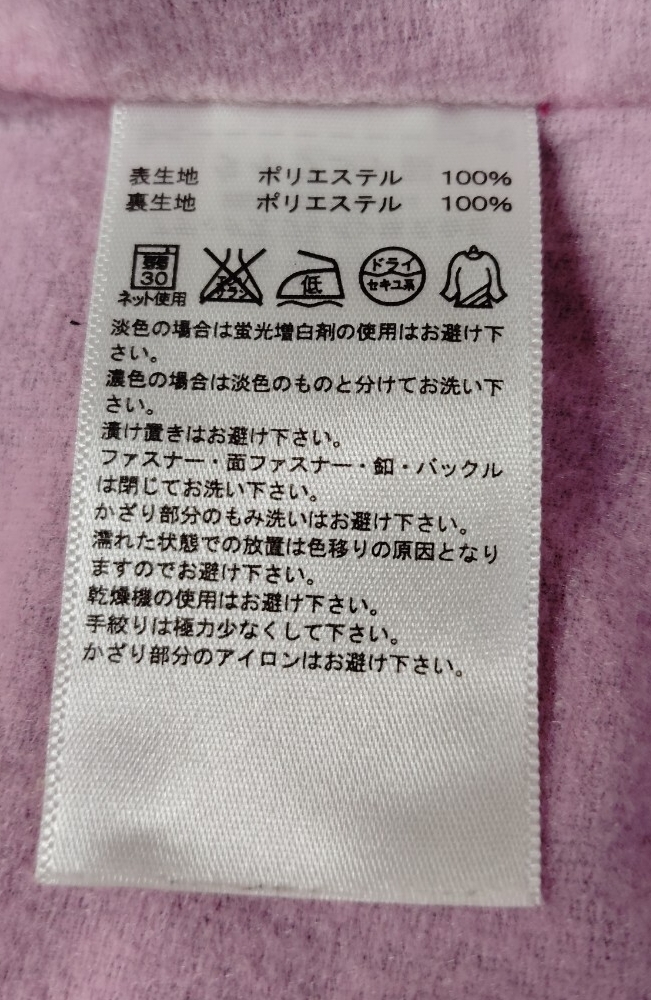 表生地 ポリエステル 100%
裏生地 ポリエステル 100%
30
ネット使用
低
ドライ
セキユ系
淡色の場合は蛍光増白剤の使用はお避け下
さい。
濃色の場合は淡色のものと分けてお洗い下
さい。
漬け置きはお避け下さい。
ファスナー・面ファスナー・釦・バックル
は閉じてお洗い下さい。
かざり部分のもみ洗いはお避け下さい。
濡れた状態での放置は色移りの原因となり
ますのでお避け下さい。
乾燥機の使用はお避け下さい。
手絞りは極力少なくして下さい。
かざり部分のアイロンはお避け下さい。